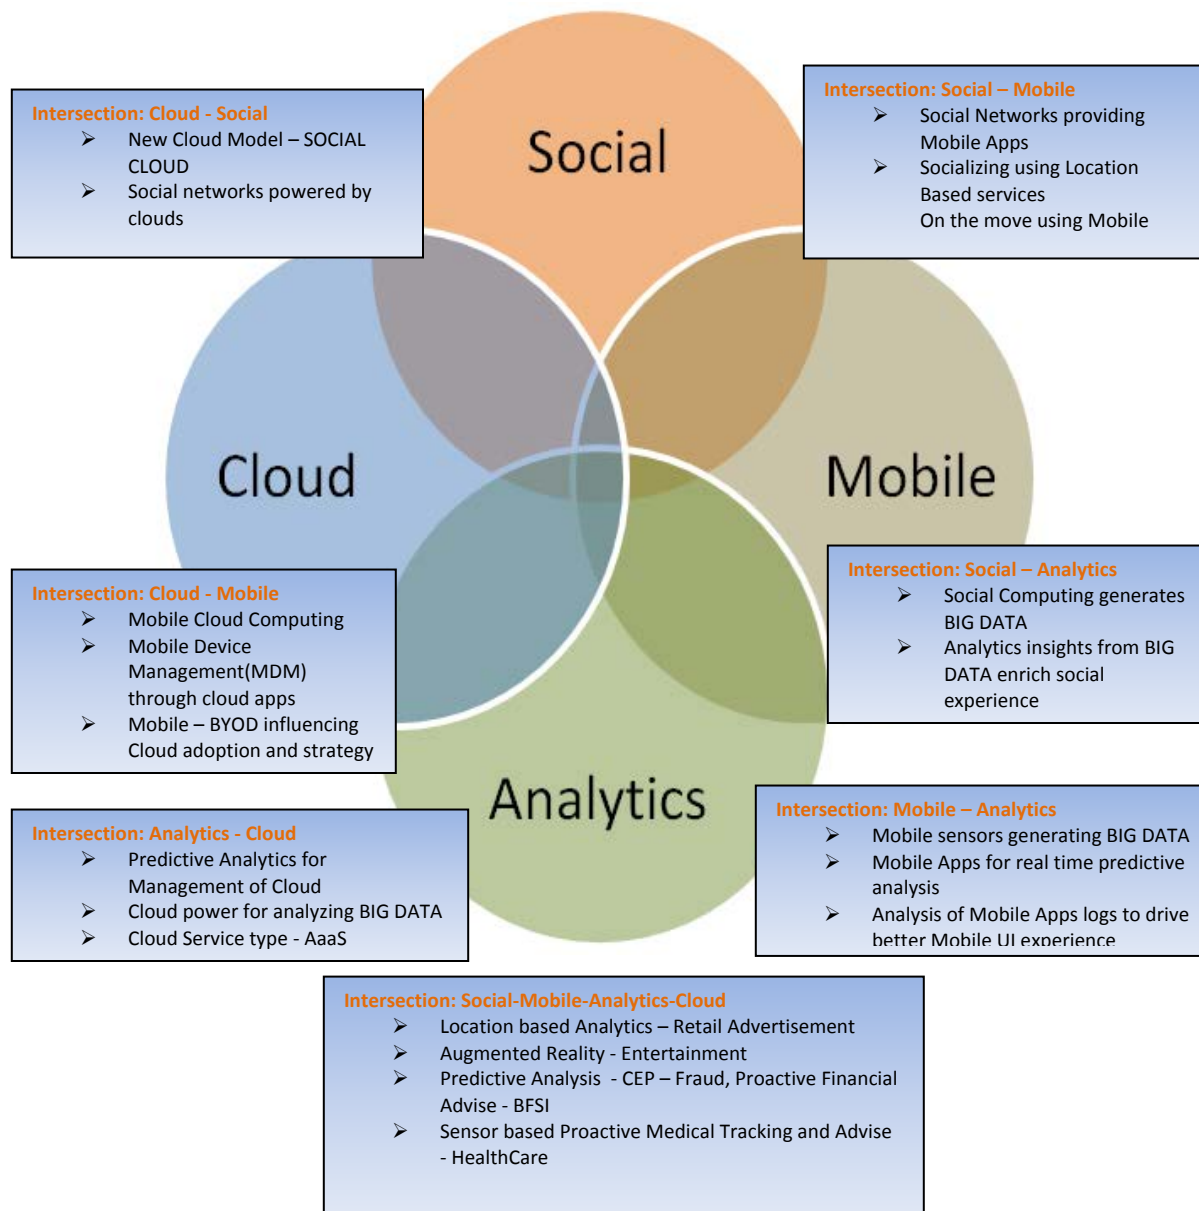 Social
Cloud
Mobile
Analytics
Intersection: Cloud - Social
➢ New Cloud Model – SOCIAL
CLOUD
➢ Social networks powered by
clouds
Intersection: Social – Mobile
➢ Social Networks providing
Mobile Apps
➢ Socializing using Location
Based services
On the move using Mobile
Intersection: Cloud - Mobile
➢ Mobile Cloud Computing
➢ Mobile Device
Management(MDM)
through cloud apps
➢ Mobile – BYOD influencing
Cloud adoption and strategy
Intersection: Social – Analytics
➢ Social Computing generates
BIG DATA
➢ Analytics insights from BIG
DATA enrich social
experience
Intersection: Analytics - Cloud
➢ Predictive Analytics for
Management of Cloud
➢ Cloud power for analyzing BIG DATA
➢ Cloud Service type - AaaS
Intersection: Mobile – Analytics
➢ Mobile sensors generating BIG DATA
➢ Mobile Apps for real time predictive
analysis
➢ Analysis of Mobile Apps logs to drive
better Mobile UI experience
Intersection: Social-Mobile-Analytics-Cloud
➢ Location based Analytics – Retail Advertisement
➢ Augmented Reality - Entertainment
➢ Predictive Analysis - CEP – Fraud, Proactive Financial
Advise - BFSI
➢ Sensor based Proactive Medical Tracking and Advise
- HealthCare